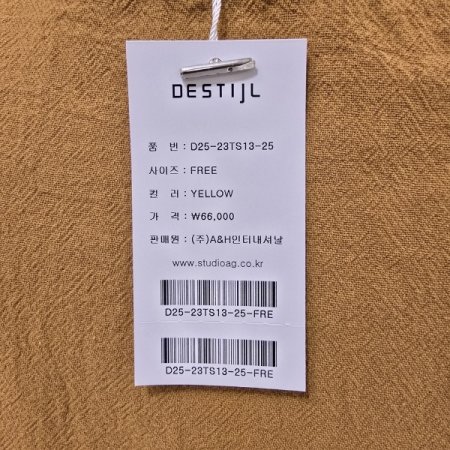 DESTIJL
품 번 : D25-23TS13-25
사이즈 : FREE
컬 러 : YELLOW
가 격 : ₩66,000
판매원 : (주)A&H인터내셔날
www.studioag.co.kr
D25-23TS13-25-FRE
D25-23TS13-25-FRE